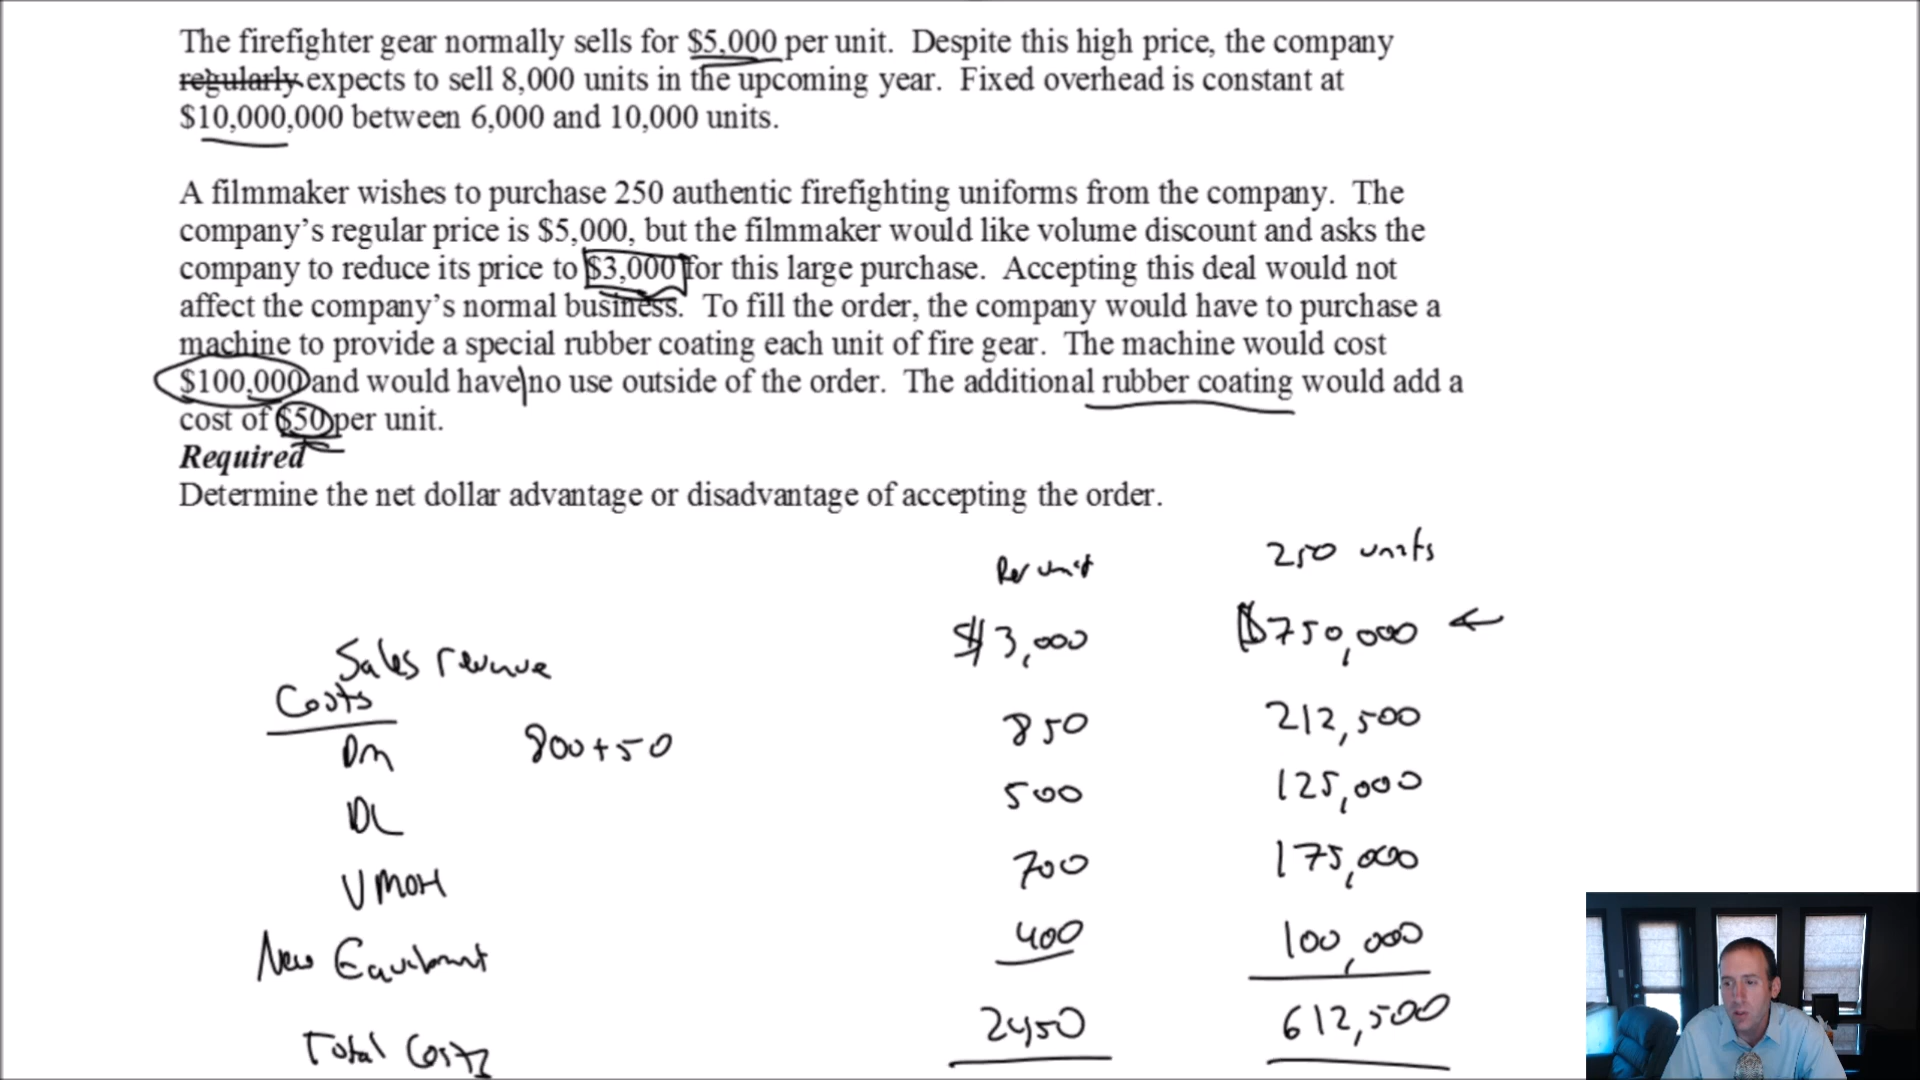 The firefighter gear normally sells for $5,000 per unit. Despite this high price, the company
regularly expects to sell 8,000 units in the upcoming year. Fixed overhead is constant at
$10,000,000 between 6,000 and 10,000 units.
A filmmaker wishes to purchase 250 authentic firefighting uniforms from the company. The
company's regular price is $5,000, but the filmmaker would like volume discount and asks the
company to reduce its price to $3,000 for this large purchase. Accepting this deal would not
affect the company's normal business. To fill the order, the company would have to purchase a
machine to provide a special rubber coating each unit of fire gear. The machine would cost
$100,000 and would have no use outside of the order. The additional rubber coating would add a
cost of $50 per unit.
Required
Determine the net dollar advantage or disadvantage of accepting the order.
Per unit 250 units
Sales revenue $3,000 $750,000
Costs
DM 800+50 850 212,500
DL 500 125,000
VMOH 700 175,000
New Equipment 400 100,000
Total Costs 2450 612,500